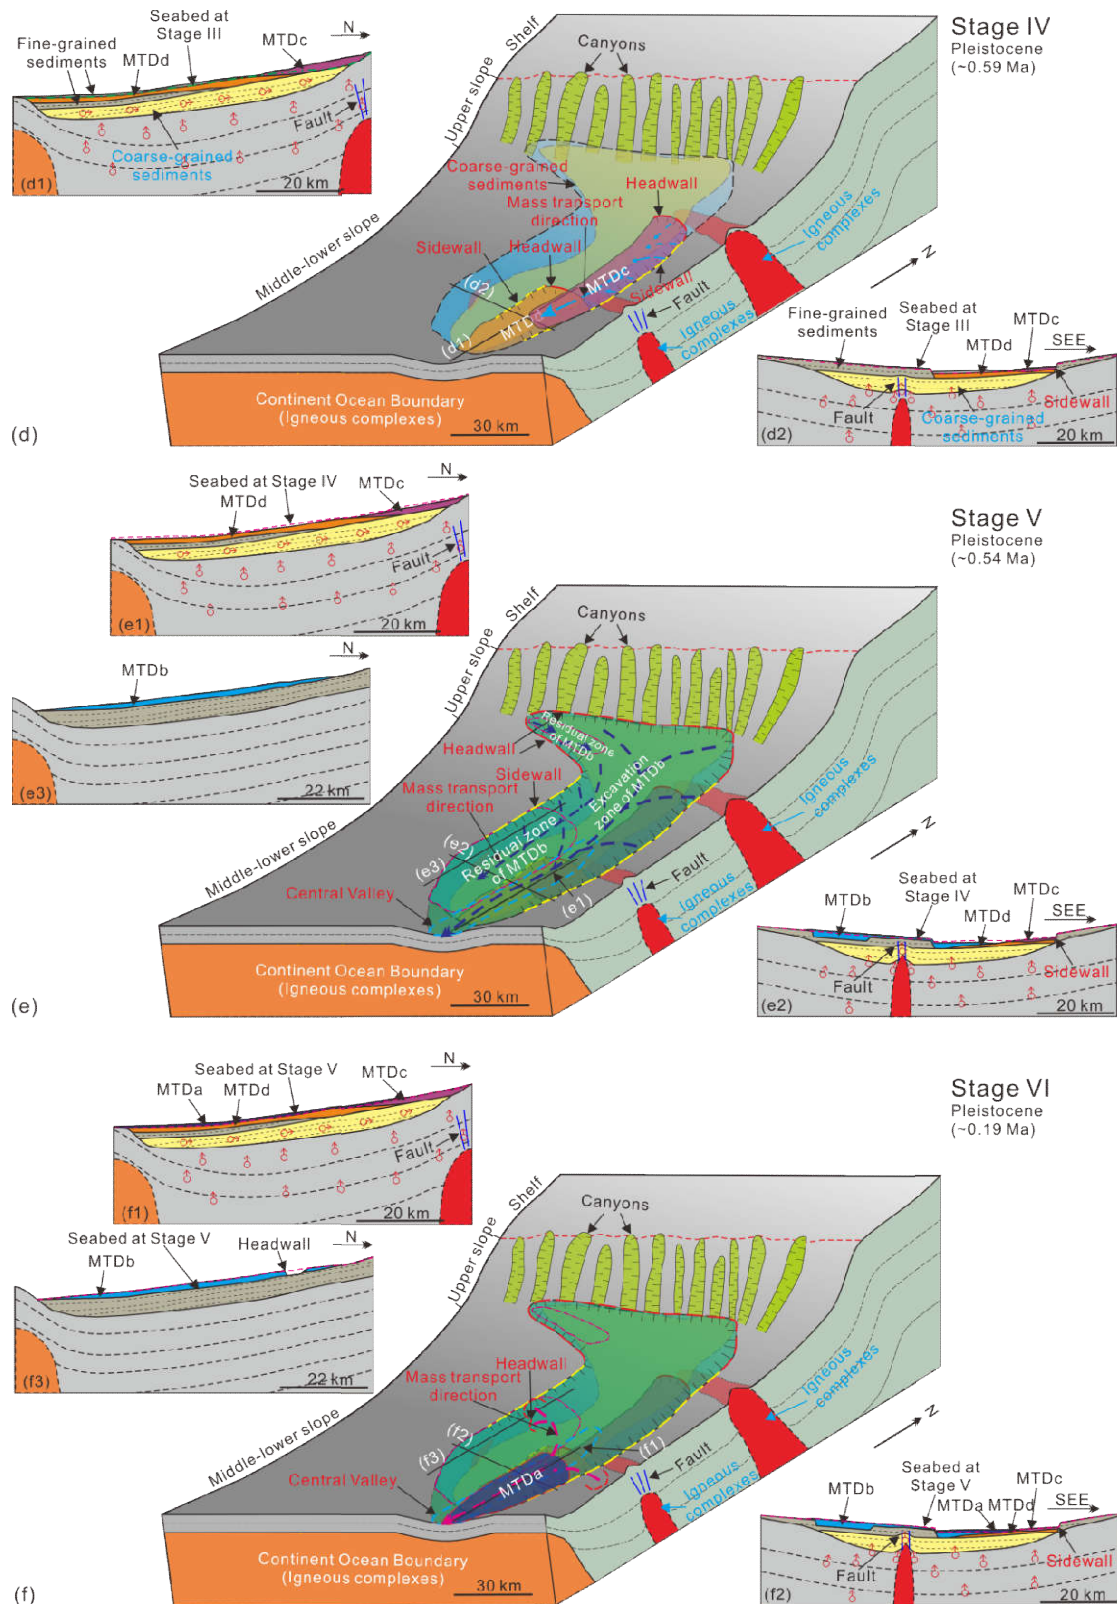 Seabed at
Stage III
N
Fine-grained
sediments
MTDd
MTDc
Fault
Coarse-grained
sediments
(d1)
20 km
Stage IV
Pleistocene
(~0.59 Ma)
Shelf
Canyons
Upper slope
Coarse-grained
sediments
Headwall
Mass transport
direction
Igneous
complexes
Middle-lower slope
Sidewall
Headwall
(d2)
MTDc
Sidewall
N
MTDd
Fault
(d1)
Igneous
complexes
Continent Ocean Boundary
(Igneous complexes)
30 km
(d)
Fine-grained
sediments
Seabed at
Stage III
MTDc
MTDd
SEE
Fault
Sidewall
Coarse-grained
sediments
(d2)
20 km
Seabed at Stage IV
N
MTDd
MTDc
Fault
(e1)
20 km
MTDb
N
(e3)
22 km
Stage V
Pleistocene
(~0.54 Ma)
Shelf
Canyons
Upper slope
Residual zone
of MTDb
Headwall
Sidewall
Excavation
zone of MTDb
Mass transport
direction
Igneous
complexes
Middle-lower slope
(e2)
Residual zone
of MTDb
(e3)
N
Central Valley
(e1)
Fault
Igneous
complexes
Continent Ocean Boundary
(Igneous complexes)
30 km
(e)
MTDb
Seabed at
Stage IV
MTDc
MTDd
SEE
Fault
Sidewall
(e2)
20 km
Seabed at Stage V
N
MTDa
MTDd
MTDc
Fault
(f1)
20 km
Seabed at Stage V
MTDb
Headwall
N
(f3)
22 km
Stage VI
Pleistocene
(~0.19 Ma)
Shelf
Canyons
Upper slope
Headwall
Mass transport
direction
Igneous
complexes
Middle-lower slope
(f2)
(f3)
(f1)
N
MTDa
Central Valley
Fault
Igneous
complexes
Continent Ocean Boundary
(Igneous complexes)
30 km
(f)
MTDb
Seabed at
Stage V
MTDc
MTDa
MTDd
SEE
Fault
Sidewall
(f2)
20 km